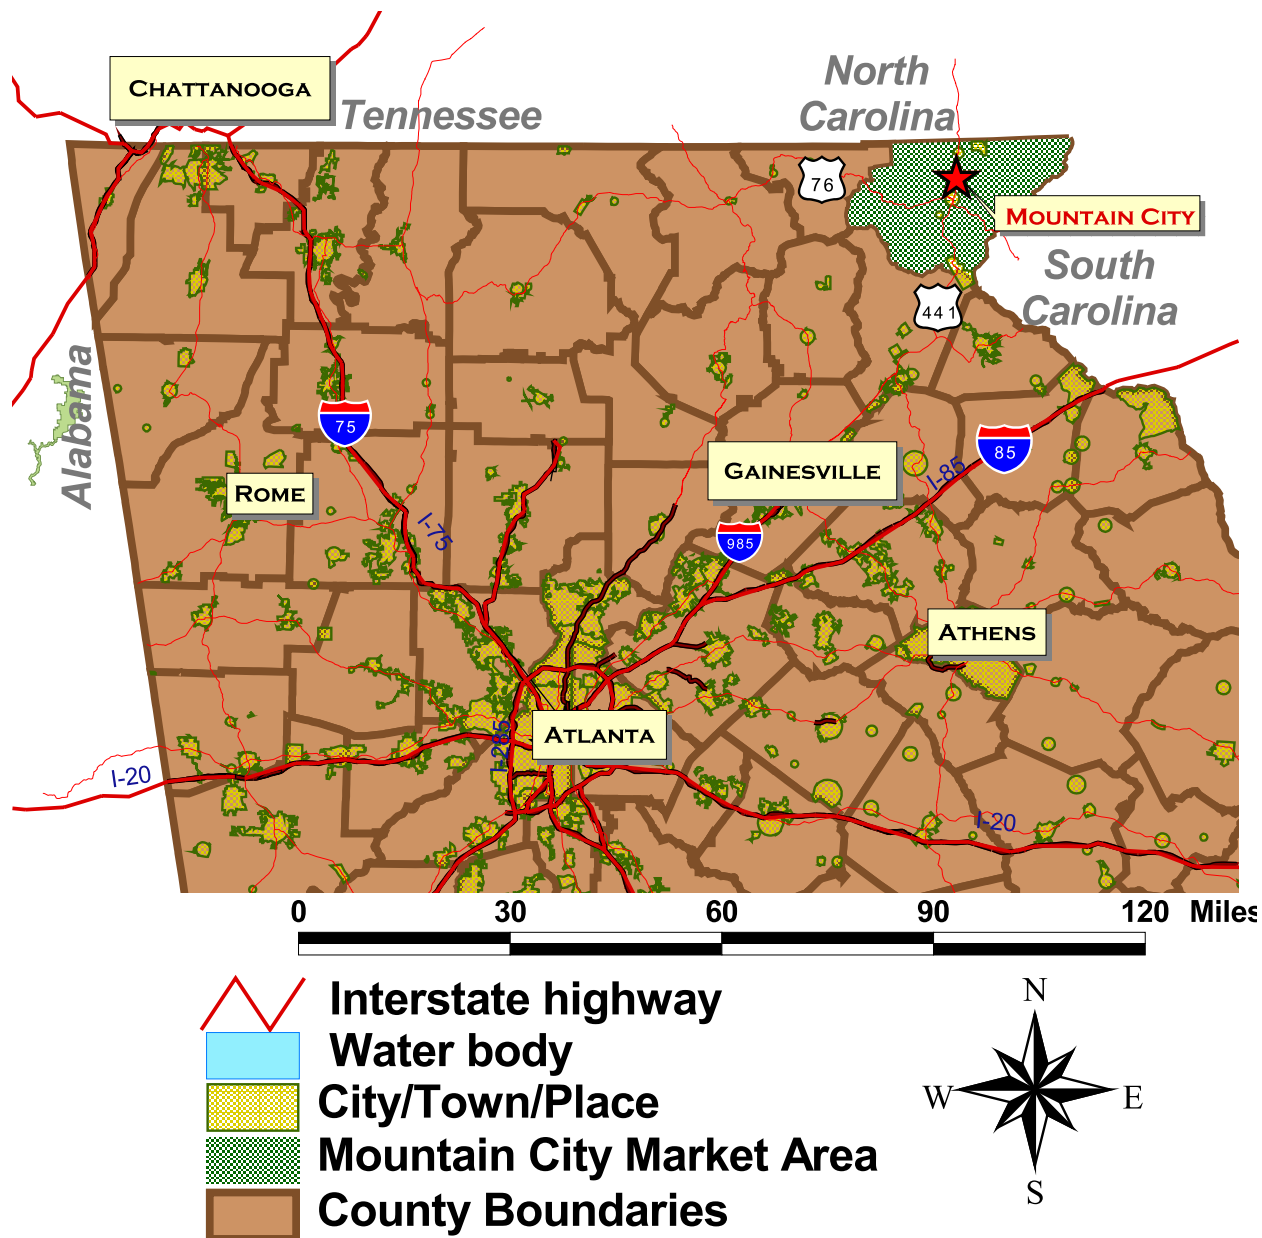 North
Carolina
CHATTANOOGA
Tennessee
76
MOUNTAIN CITY
South
Carolina
441
Alabama
75
85
GAINESVILLE
I-85
ROME
I-75
985
ATHENS
ATLANTA
I-285
I-20
I-20
0 30 60 90 120 Miles
Interstate highway
Water body
City/Town/Place
Mountain City Market Area
County Boundaries
N
W E
S